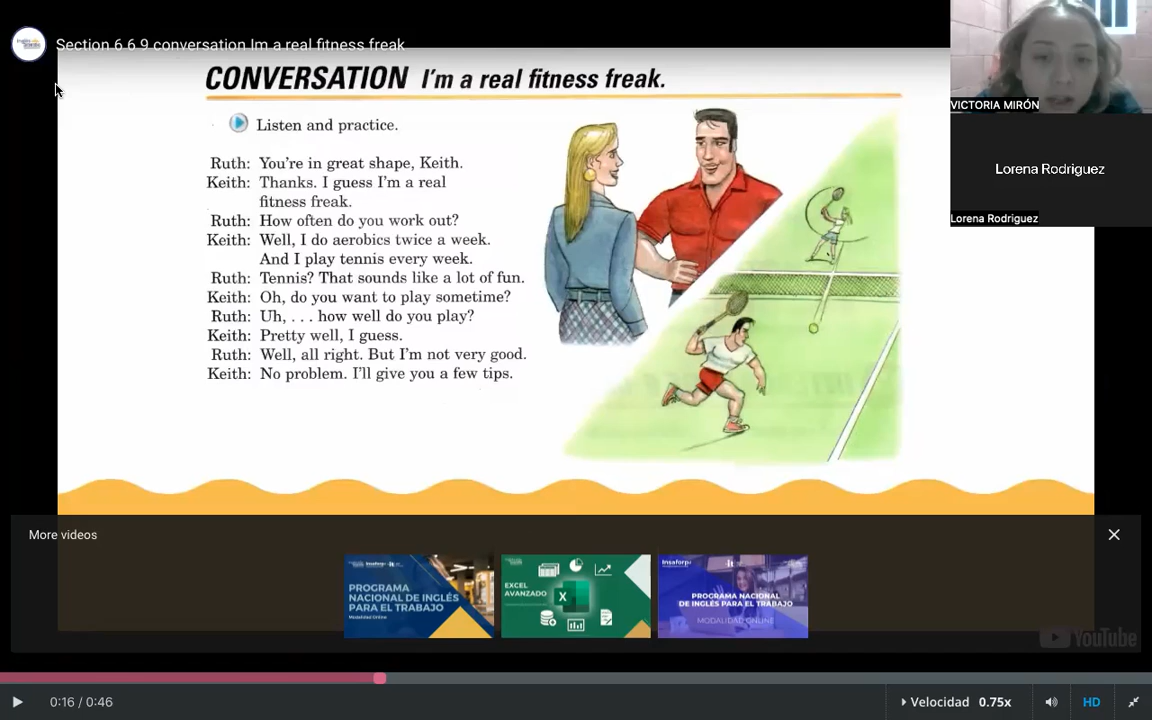 Section 6 6 9 conversation Im a real fitness freak
CONVERSATION I'm a real fitness freak.
Listen and practice.
Ruth: You're in great shape, Keith.
Keith: Thanks. I guess I'm a real
fitness freak.
Ruth: How often do you work out?
Keith: Well, I do aerobics twice a week.
And I play tennis every week.
Ruth: Tennis? That sounds like a lot of fun.
Keith: Oh, do you want to play sometime?
Ruth: Uh, . . . how well do you play?
Keith: Pretty well, I guess.
Ruth: Well, all right. But I'm not very good.
Keith: No problem. I'll give you a few tips.
VICTORIA MIRÓN
Lorena Rodriguez
Lorena Rodriguez
More videos
Insaforp
PROGRAMA
NACIONAL DE INGLÉS
PARA EL TRABAJO
Modalidad Online
EXCEL
AVANZADO
X
Insaforp
PROGRAMA NACIONAL
DE INGLÉS PARA EL TRABAJO
MODALIDAD ONLINE
YouTube
0:16 / 0:46
Velocidad 0.75x
HD